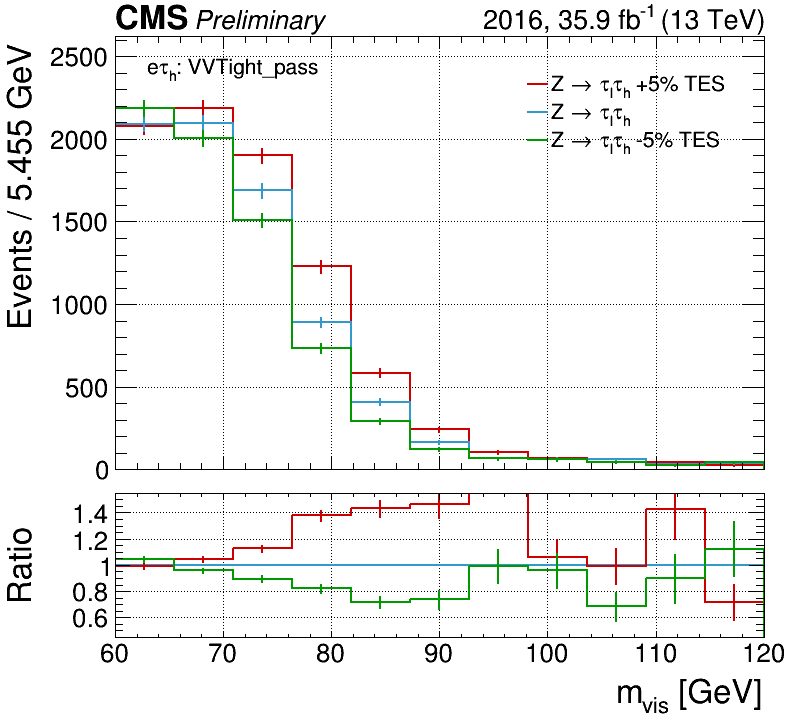 CMS Preliminary 2016, 35.9 fb⁻¹ (13 TeV)
Events / 5.455 GeV
2500
2000
1500
1000
500
0
eτₕ: VVTight_pass
Z → τₗτₕ +5% TES
Z → τₗτₕ
Z → τₗτₕ -5% TES
Ratio
1.4
1.2
1
0.8
0.6
60 70 80 90 100 110 120
m_vis [GeV]